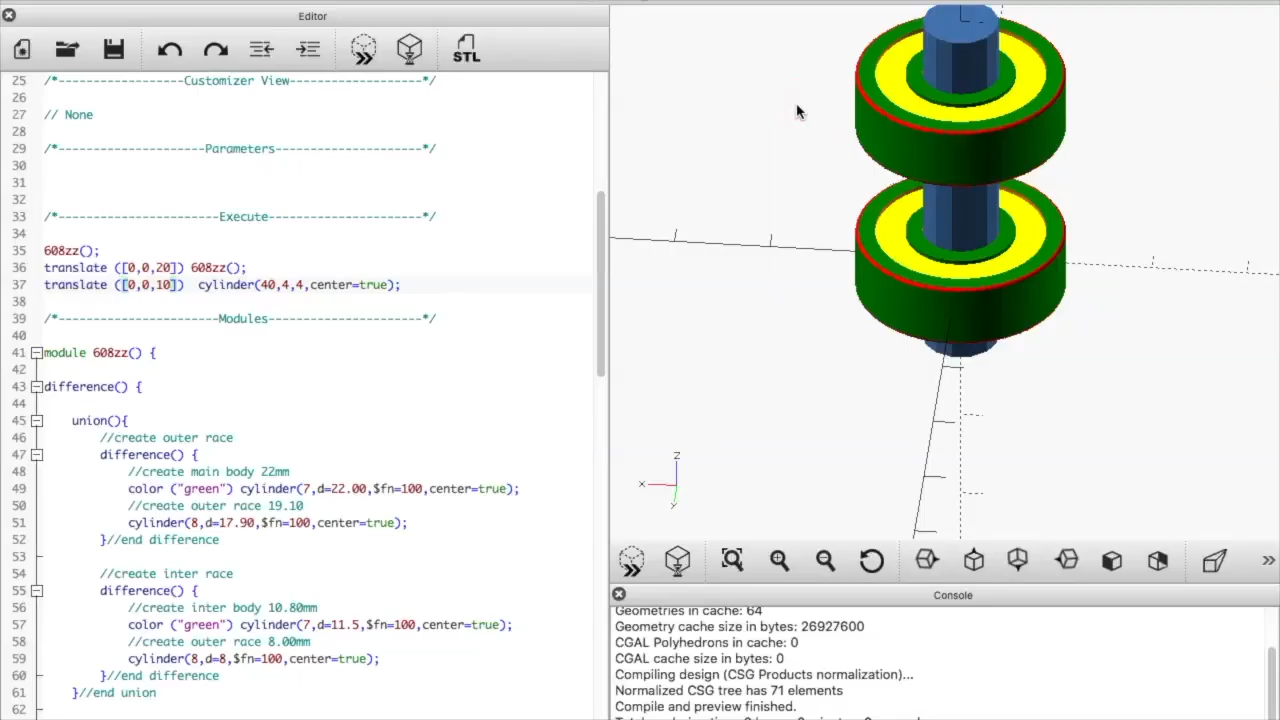 Editor
STL
25 /*------------------Customizer View-------------------*/
26
27 // None
28
29 /*---------------------Parameters---------------------*/
30
31
32
33 /*-----------------------Execute----------------------*/
34
35 608zz();
36 translate ([0,0,20]) 608zz();
37 translate ([0,0,10])  cylinder(40,4,4,center=true);
38
39 /*-----------------------Modules----------------------*/
40
41 module 608zz() {
42
43 difference() {
44
45 union(){
46 //create outer race
47 difference() {
48 //create main body 22mm
49 color ("green") cylinder(7,d=22.00,$fn=100,center=true);
50 //create outer race 19.10
51 cylinder(8,d=17.90,$fn=100,center=true);
52 }//end difference
53
54 //create inter race
55 difference() {
56 //create inter body 10.80mm
57 color ("green") cylinder(7,d=11.5,$fn=100,center=true);
58 //create outer race 8.00mm
59 cylinder(8,d=8,$fn=100,center=true);
60 }//end difference
61 }//end union
62
Z
X
Y
Console
Geometries in cache: 64
Geometry cache size in bytes: 26927600
CGAL Polyhedrons in cache: 0
CGAL cache size in bytes: 0
Compiling design (CSG Products normalization)...
Normalized CSG tree has 71 elements
Compile and preview finished.